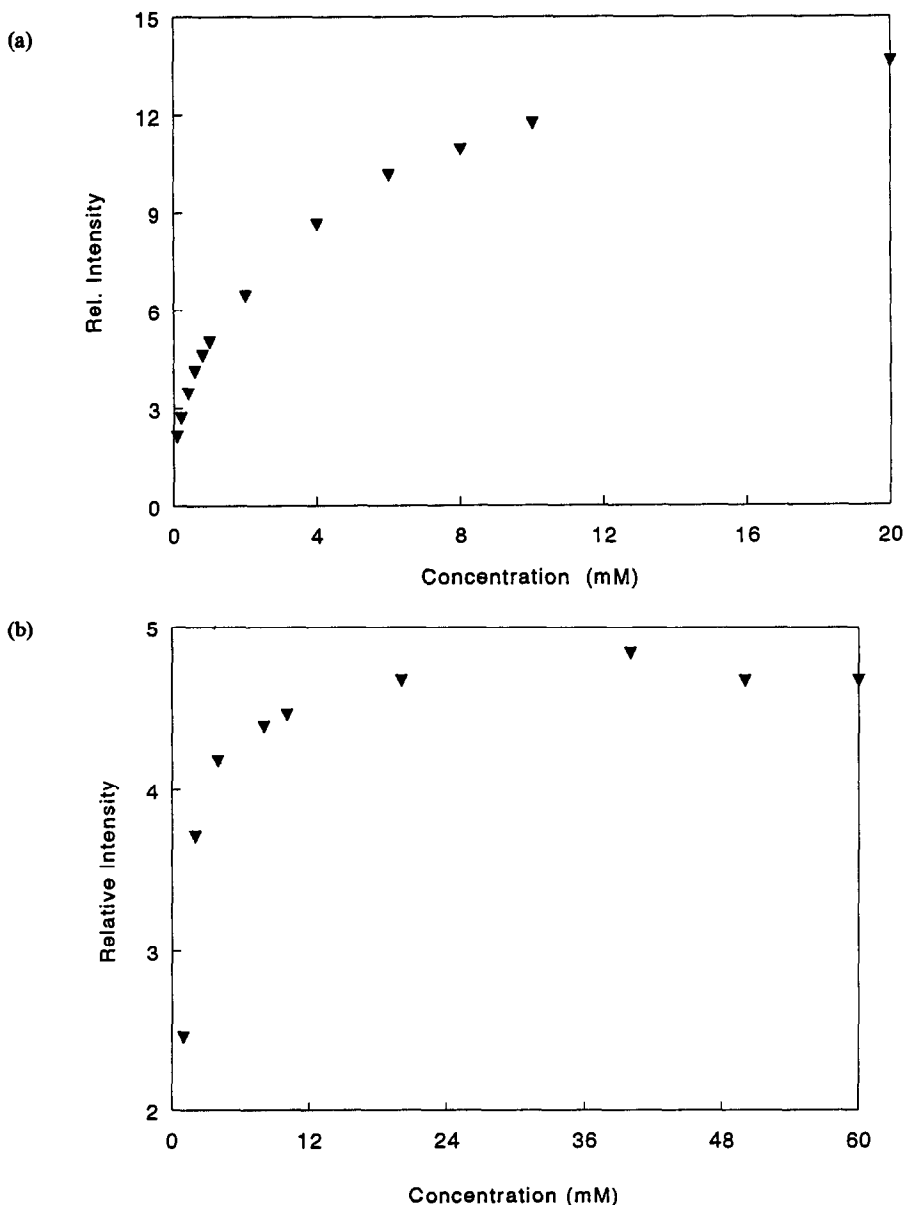 (a)
15
12
9
6
3
0
Rel. Intensity
0 4 8 12 16 20
Concentration (mM)
(b)
5
4
3
2
Relative Intensity
0 12 24 36 48 60
Concentration (mM)